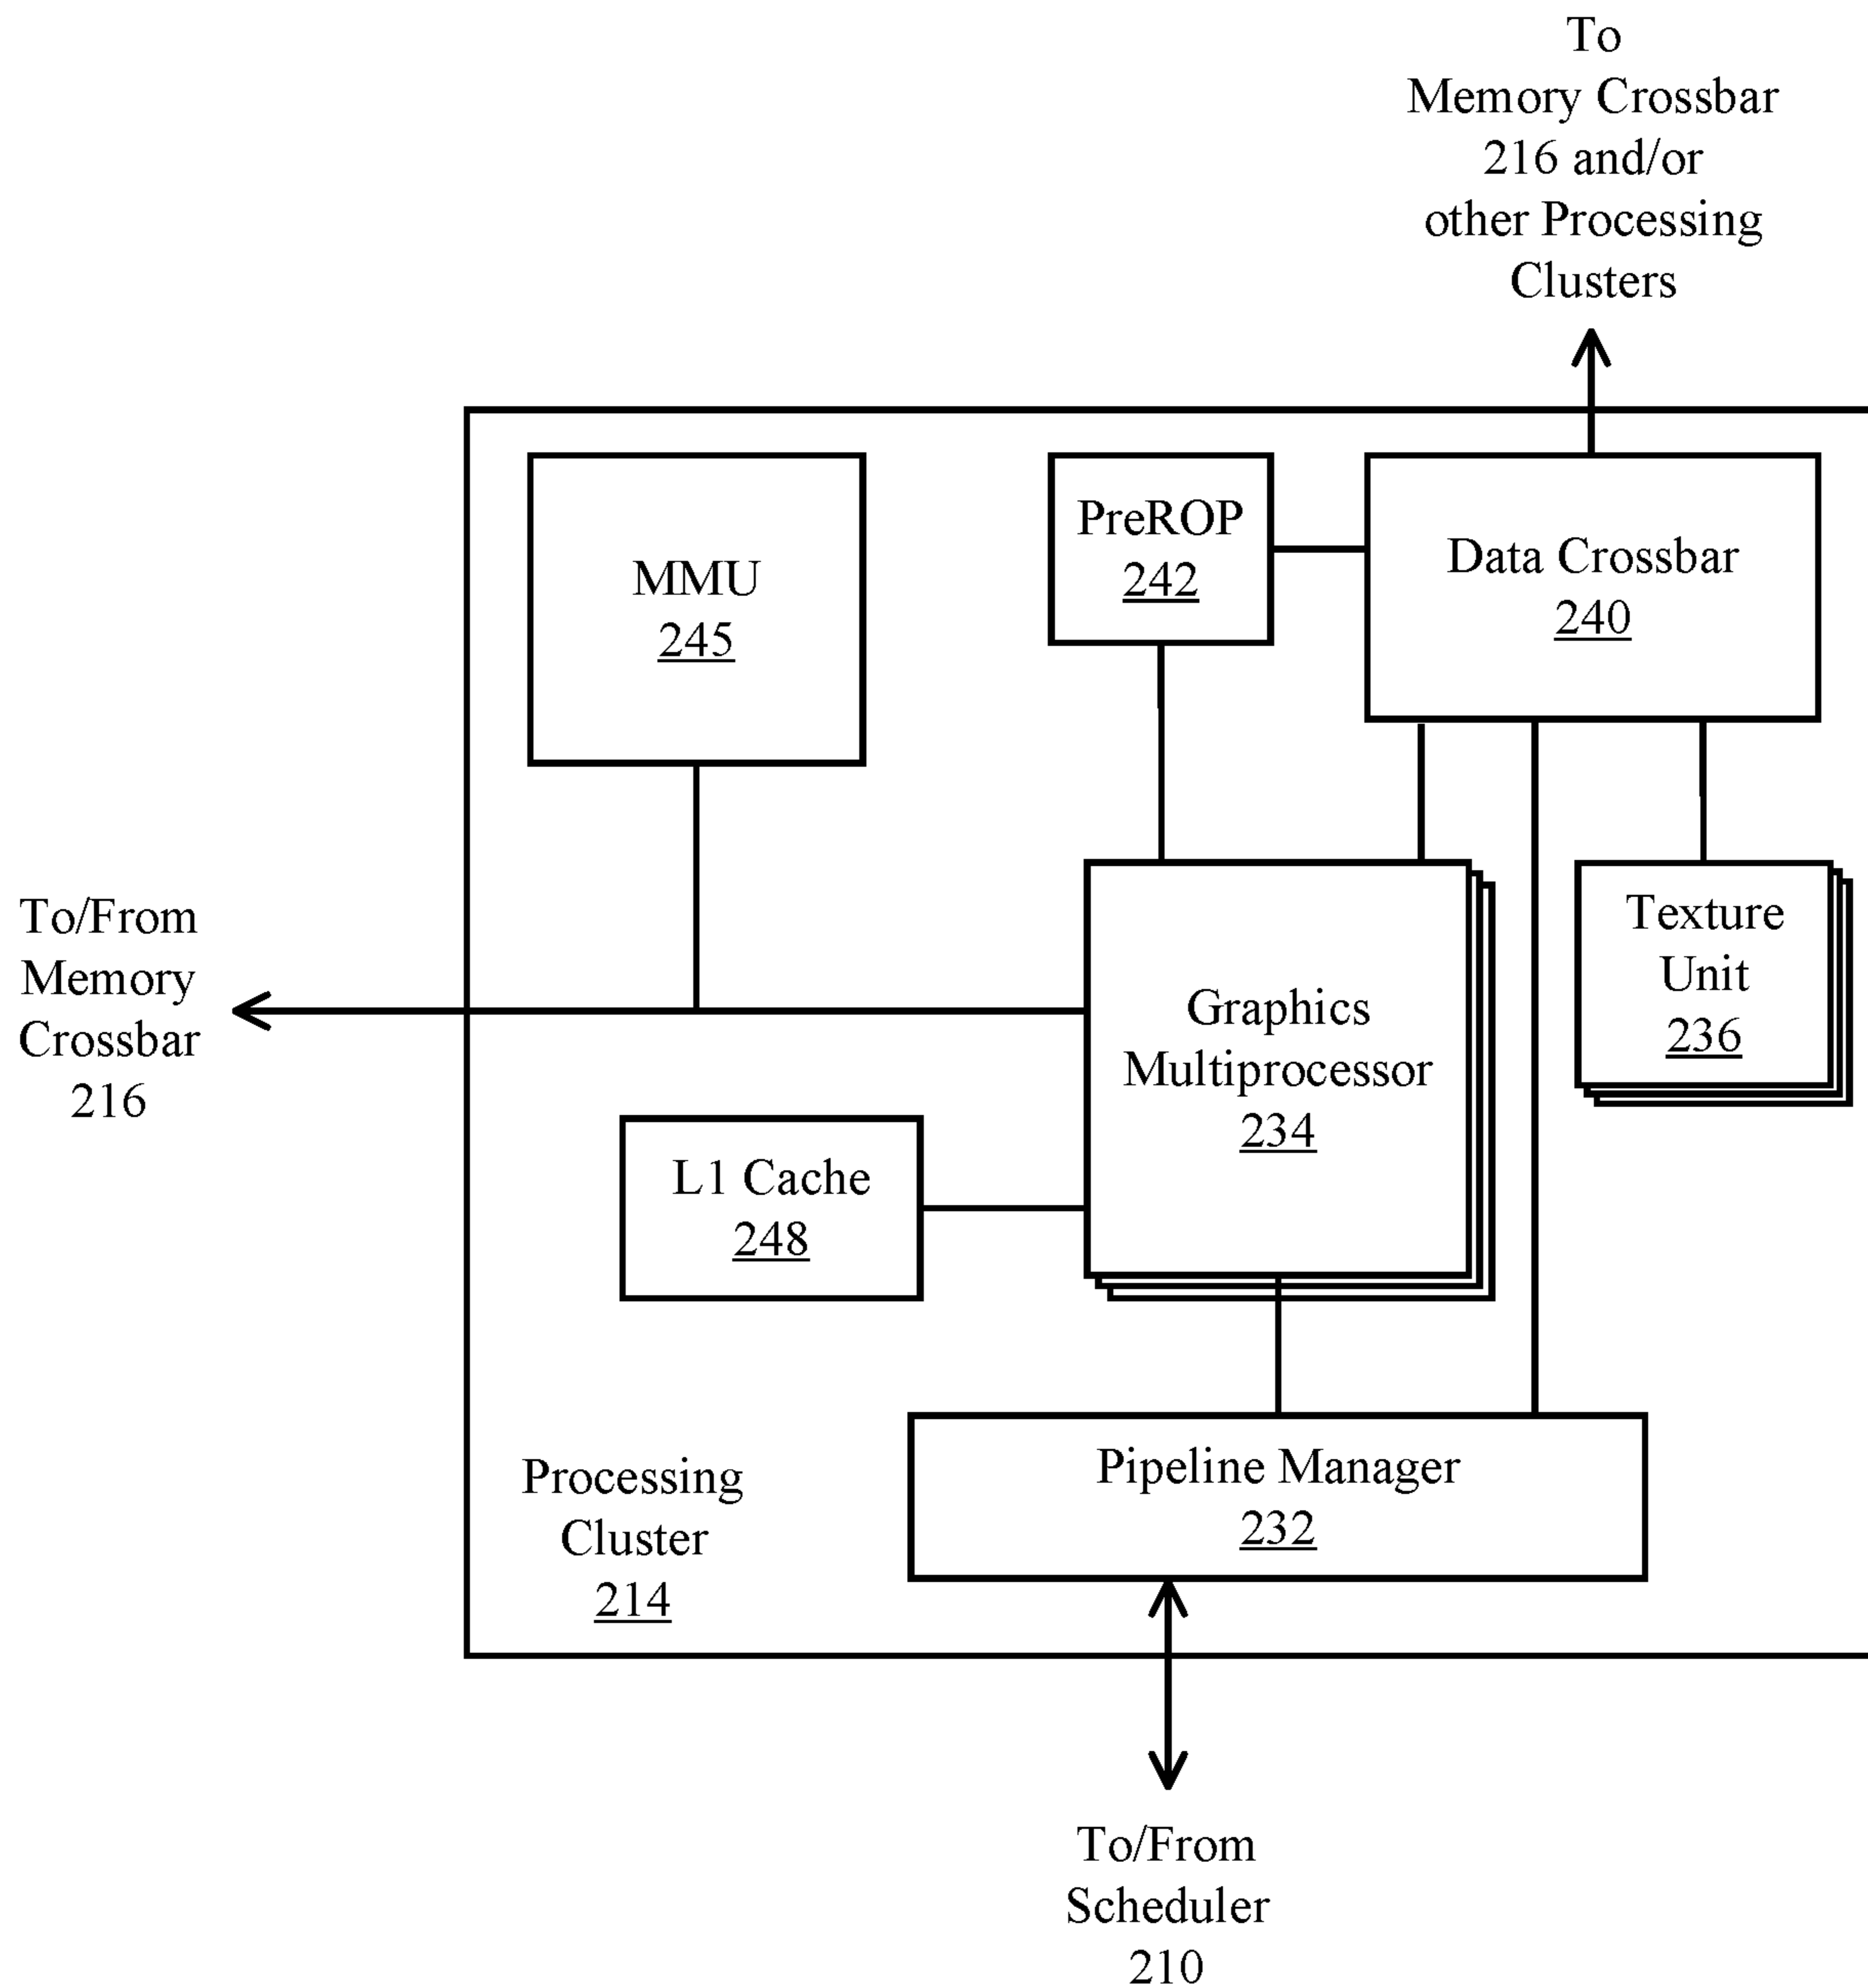 To
Memory Crossbar
216 and/or
other Processing
Clusters
MMU
245
PreROP
242
Data Crossbar
240
To/From
Memory
Crossbar
216
Graphics
Multiprocessor
234
Texture
Unit
236
L1 Cache
248
Processing
Cluster
214
Pipeline Manager
232
To/From
Scheduler
210